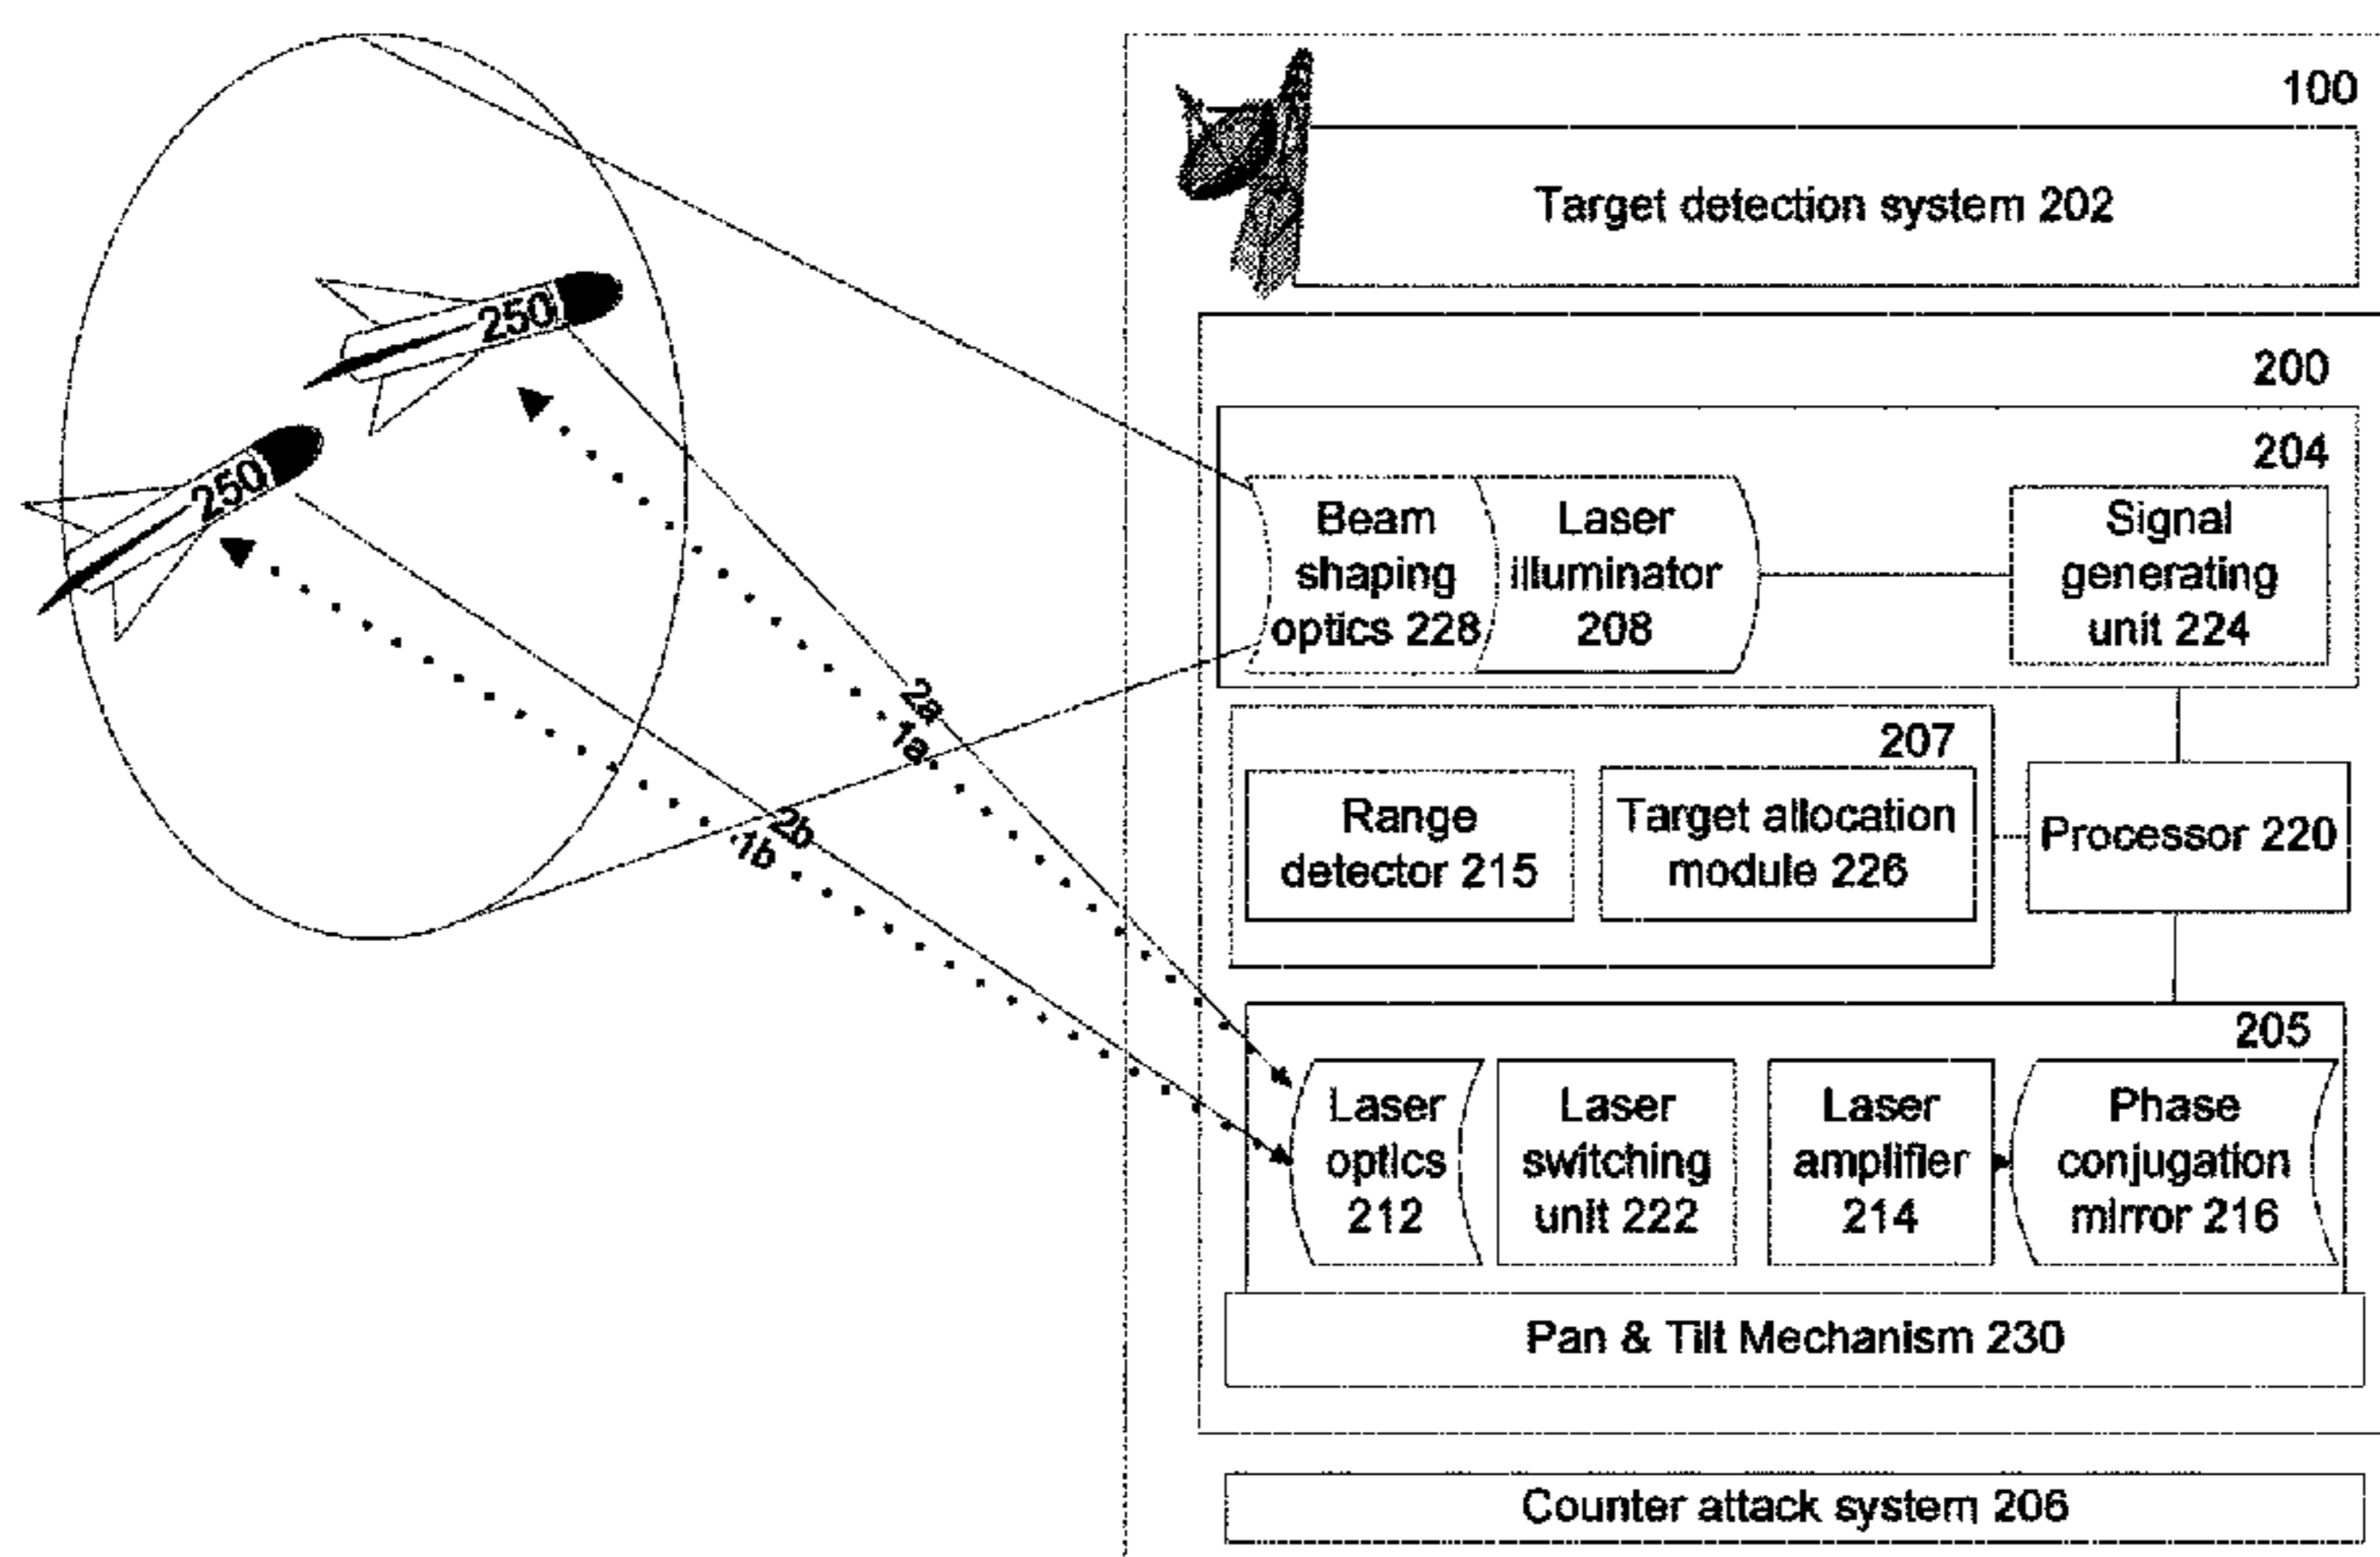 100
Target detection system 202
200
204
Beam
shaping
optics 228
Laser
illuminator
208
Signal
generating
unit 224
250
250
2a
1a
2b
1b
207
Range
detector 215
Target allocation
module 226
Processor 220
205
Laser
optics
212
Laser
switching
unit 222
Laser
amplifier
214
Phase
conjugation
mirror 216
Pan & Tilt Mechanism 230
Counter attack system 206